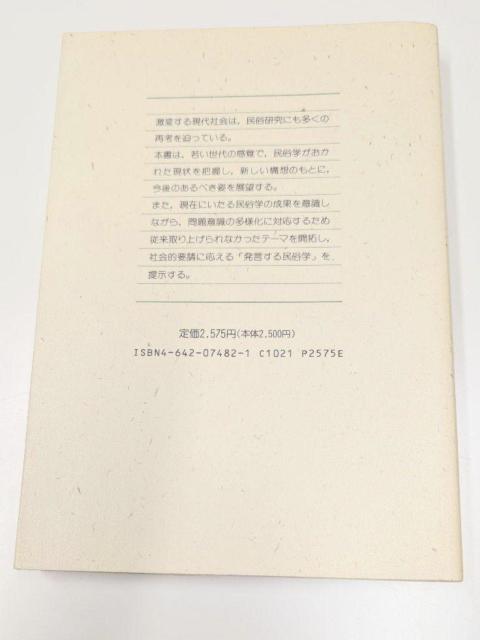 激変する現代社会は，民俗研究にも多くの
再考を迫っている。
本書は、若い世代の感覚で，民俗学がおか
れた現状を把握し，新しい構想のもとに，
今後のあるべき姿を展望する。
また，現在にいたる民俗学の成果を意識し
ながら，問題意識の多様化に対応するため
従来取り上げられなかったテーマを開拓し，
社会的要請に応える「発言する民俗学」を
提示する。
定価2,575円(本体2,500円)
ISBN4-642-07482-1 C1021 P2575E